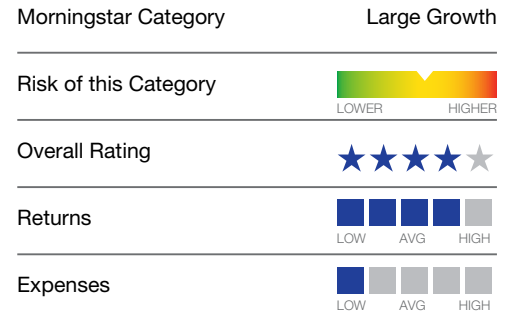 Morningstar Category Large Growth
Risk of this Category
LOWER HIGHER
Overall Rating
Returns
LOW AVG HIGH
Expenses
LOW AVG HIGH